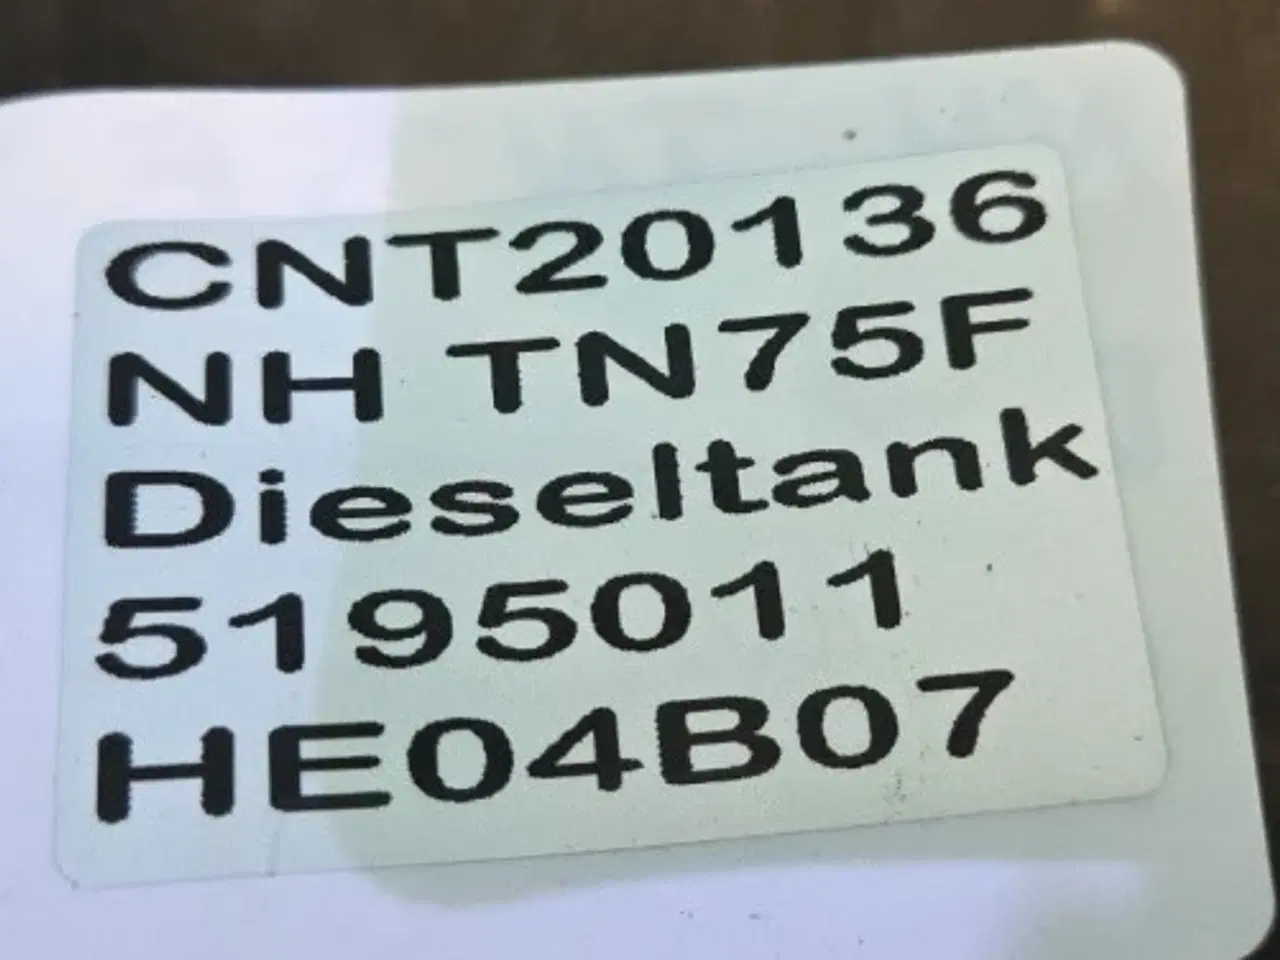 CNT20136
NH TN75F
Dieseltank
5195011
HE04B07